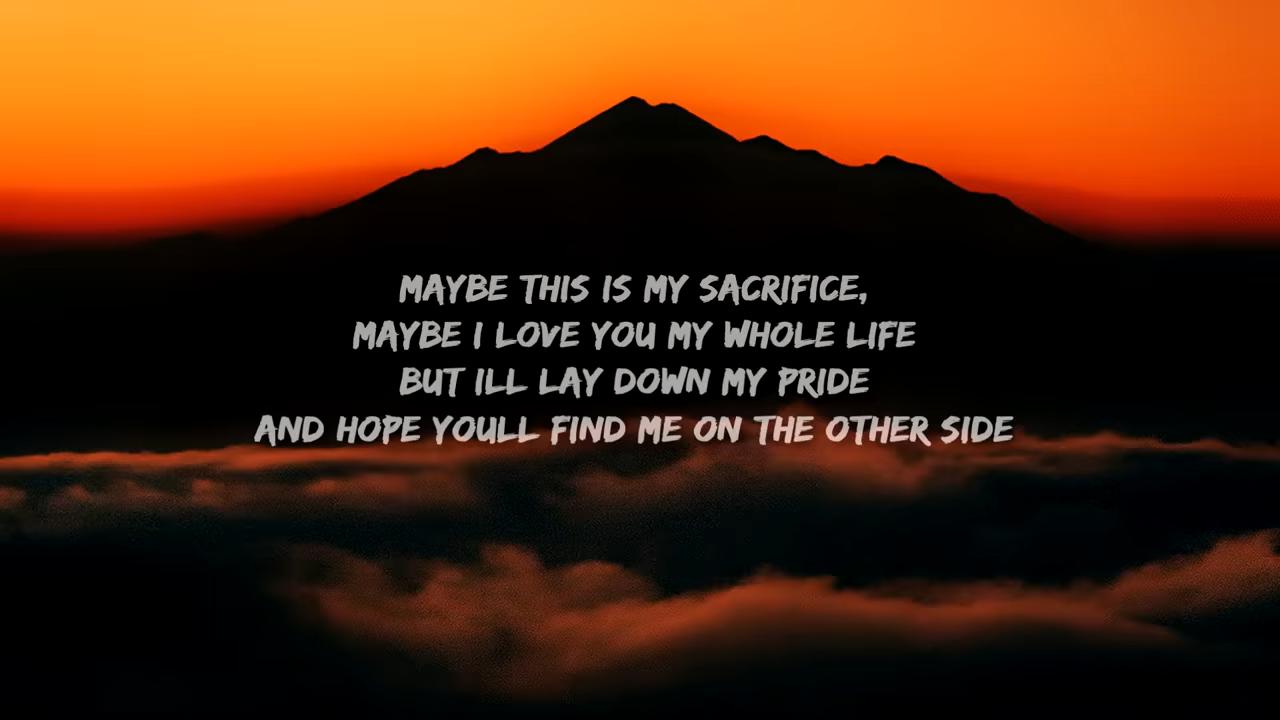 MAYBE THIS IS MY SACRIFICE,
MAYBE I LOVE YOU MY WHOLE LIFE
BUT ILL LAY DOWN MY PRIDE
AND HOPE YOULL FIND ME ON THE OTHER SIDE